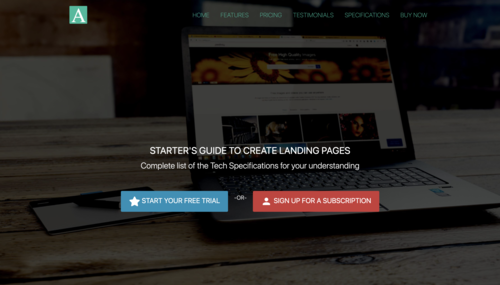 A
HOME FEATURES PRICING TESTIMONIALS SPECIFICATIONS BUY NOW
STARTER'S GUIDE TO CREATE LANDING PAGES
Complete list of the Tech Specifications for your understanding
START YOUR FREE TRIAL -OR- SIGN UP FOR A SUBSCRIPTION